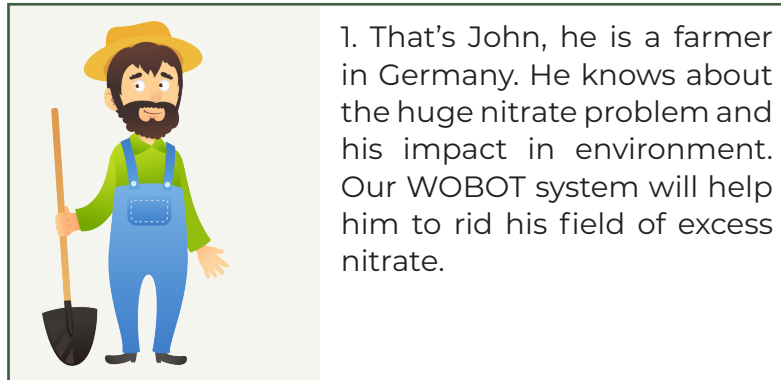 1. That's John, he is a farmer
in Germany. He knows about
the huge nitrate problem and
his impact in environment.
Our WOBOT system will help
him to rid his field of excess
nitrate.